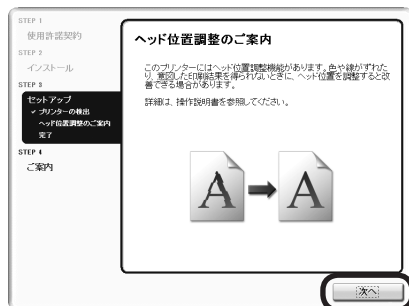 STEP 1
使用許諾契約
STEP 2
インストール
STEP 3
セットアップ
✓ プリンターの検出
ヘッド位置調整のご案内
完了
STEP 4
ご案内
ヘッド位置調整のご案内
このプリンターにはヘッド位置調整機能があります。色や線がずれた
り、意図した印刷結果を得られないときに、ヘッド位置を調整すると改
善できる場合があります。
詳細は、操作説明書を参照してください。
A
A
次へ